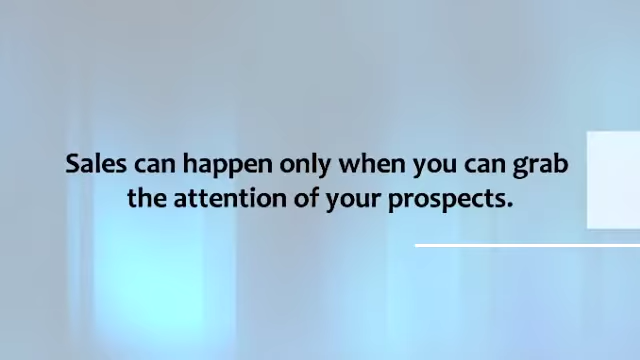 Sales can happen only when you can grab
the attention of your prospects.